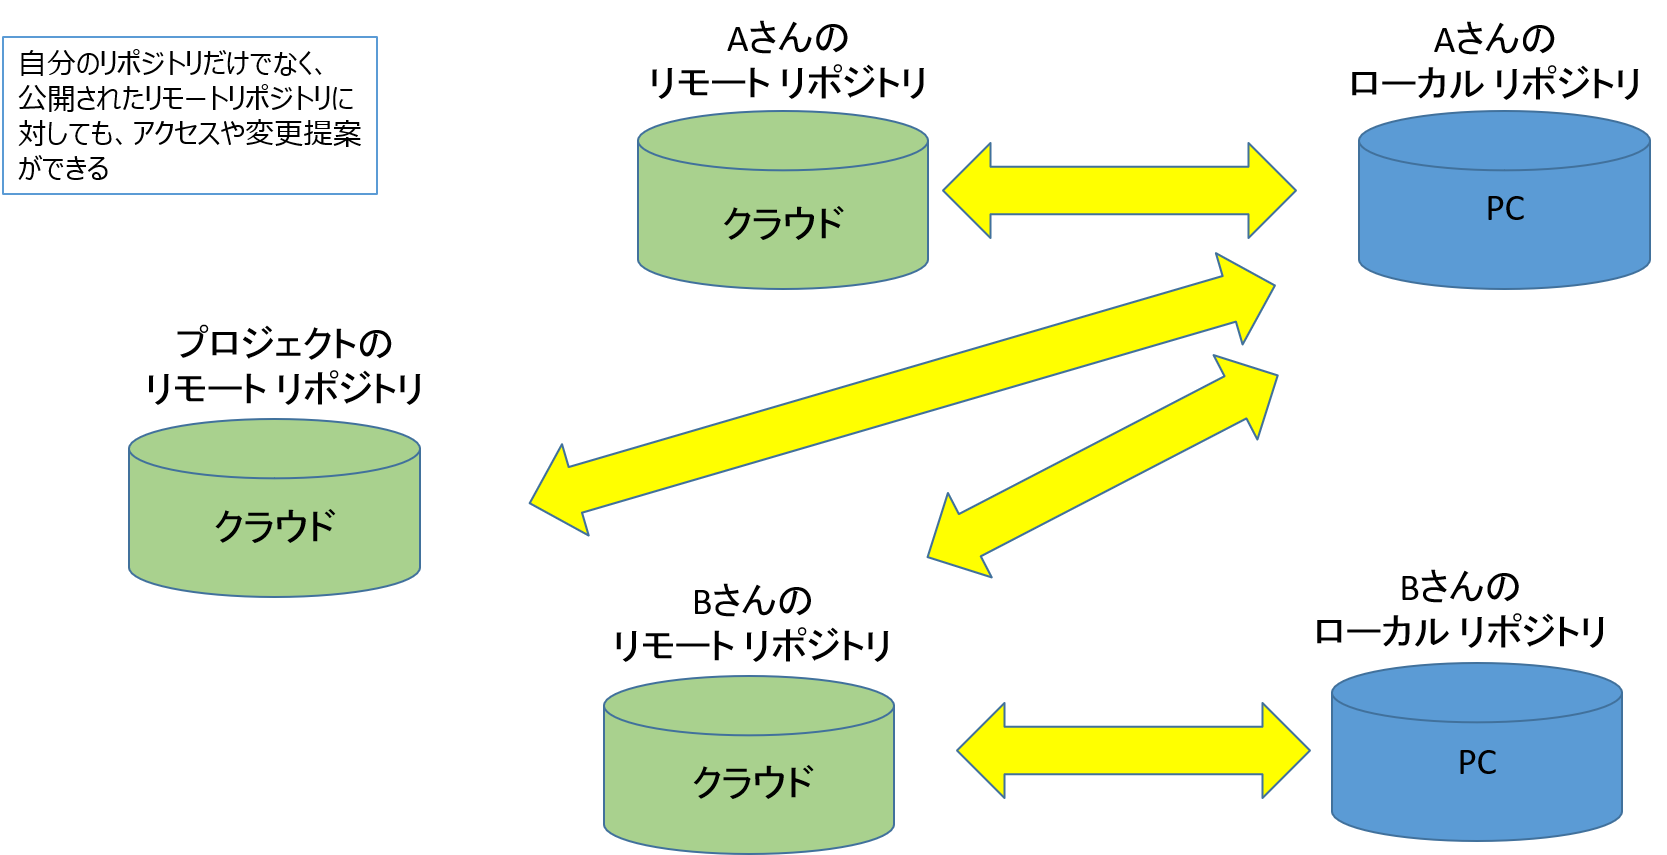 自分のリポジトリだけでなく、
公開されたリモートリポジトリに
対しても、アクセスや変更提案
ができる
Aさんの
リモート リポジトリ
クラウド
Aさんの
ローカル リポジトリ
PC
プロジェクトの
リモート リポジトリ
クラウド
Bさんの
リモート リポジトリ
クラウド
Bさんの
ローカル リポジトリ
PC